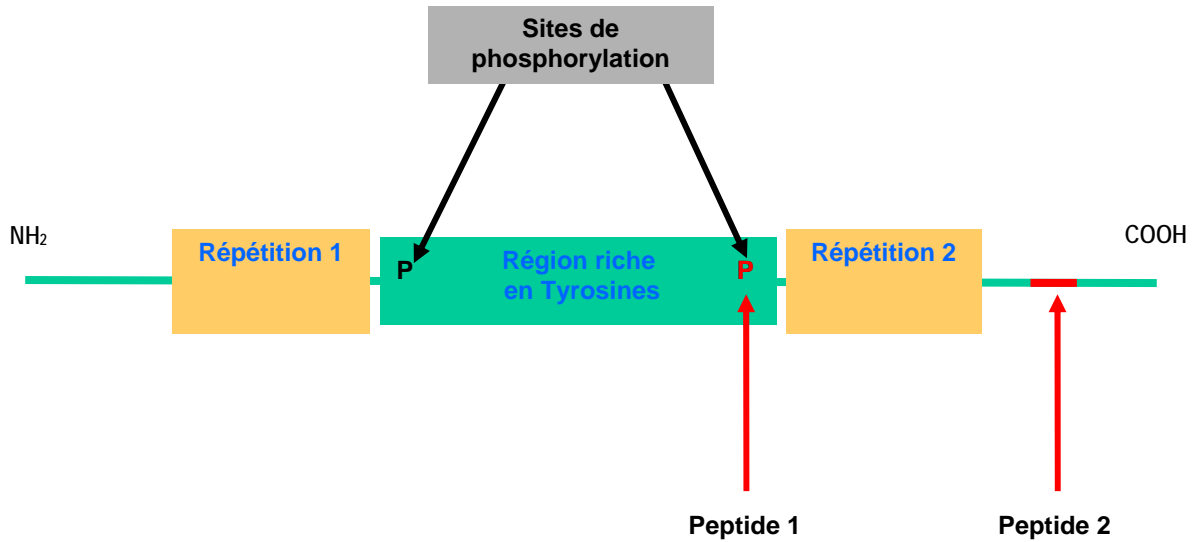 Sites de
phosphorylation
NH₂
COOH
Répétition 1
P
Région riche
en Tyrosines
P
Répétition 2
Peptide 1
Peptide 2